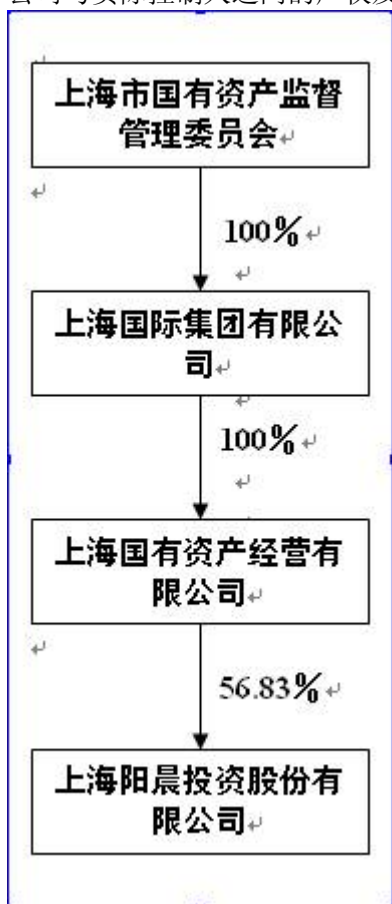 上海市国有资产监督
管理委员会
100%
上海国际集团有限公
司
100%
上海国有资产经营有
限公司
56.83%
上海阳晨投资股份有
限公司